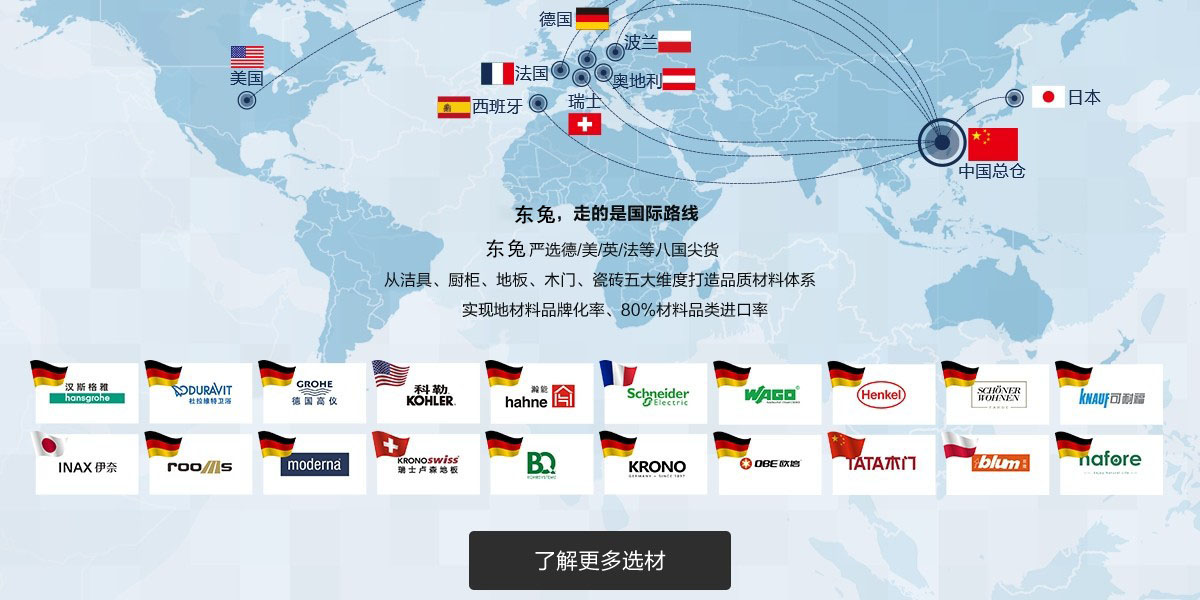 德国
波兰
美国
法国
奥地利
西班牙
瑞士
日本
中国总仓
东兔，走的是国际路线
东兔严选德/美/英/法等八国尖货
从洁具、厨柜、地板、木门、瓷砖五大维度打造品质材料体系
实现地材料品牌化率、80%材料品类进口率
汉斯格雅
hansgrohe
DURAVIT
杜拉维特卫浴
GROHE
德国高仪
科勒
KOHLER
瀚能
hahne
Schneider
Electric
WAGO
Henkel
SCHÖNER
WOHNEN
KNAUF可耐福
INAX 伊奈
ROOMS
moderna
KRONOSWISS
瑞士卢森地板
BQ
KRONO
GERMANY
SINCE 1897
OBE欧倍
TATA木门
blum
hafore
了解更多选材